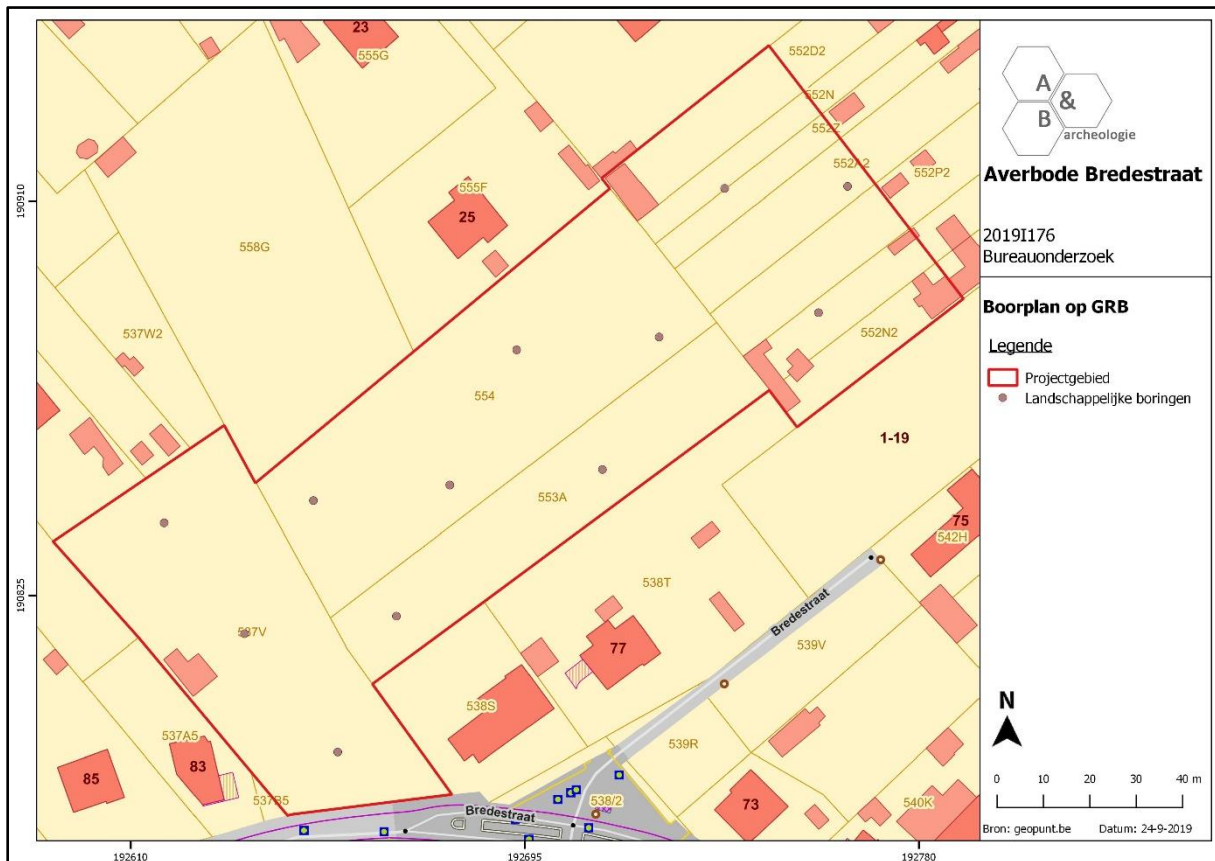 23
555G
552D2
552N
552Z
552A2
552P2
190910
555F
25
558G
537W2
554
552N2
1-19
553A
75
542H
190825
538T
Bredestraat
537V
77
539V
538S
537A5
539R
85
83
537B5
538/2
73
540K
Bredestraat
192610
192695
192780
A
&
B
archeologie
Averbode Bredestraat
2019I176
Bureauonderzoek
Boorplan op GRB
Legende
Projectgebied
Landschappelijke boringen
N
0 10 20 30 40 m
Bron: geopunt.be Datum: 24-9-2019